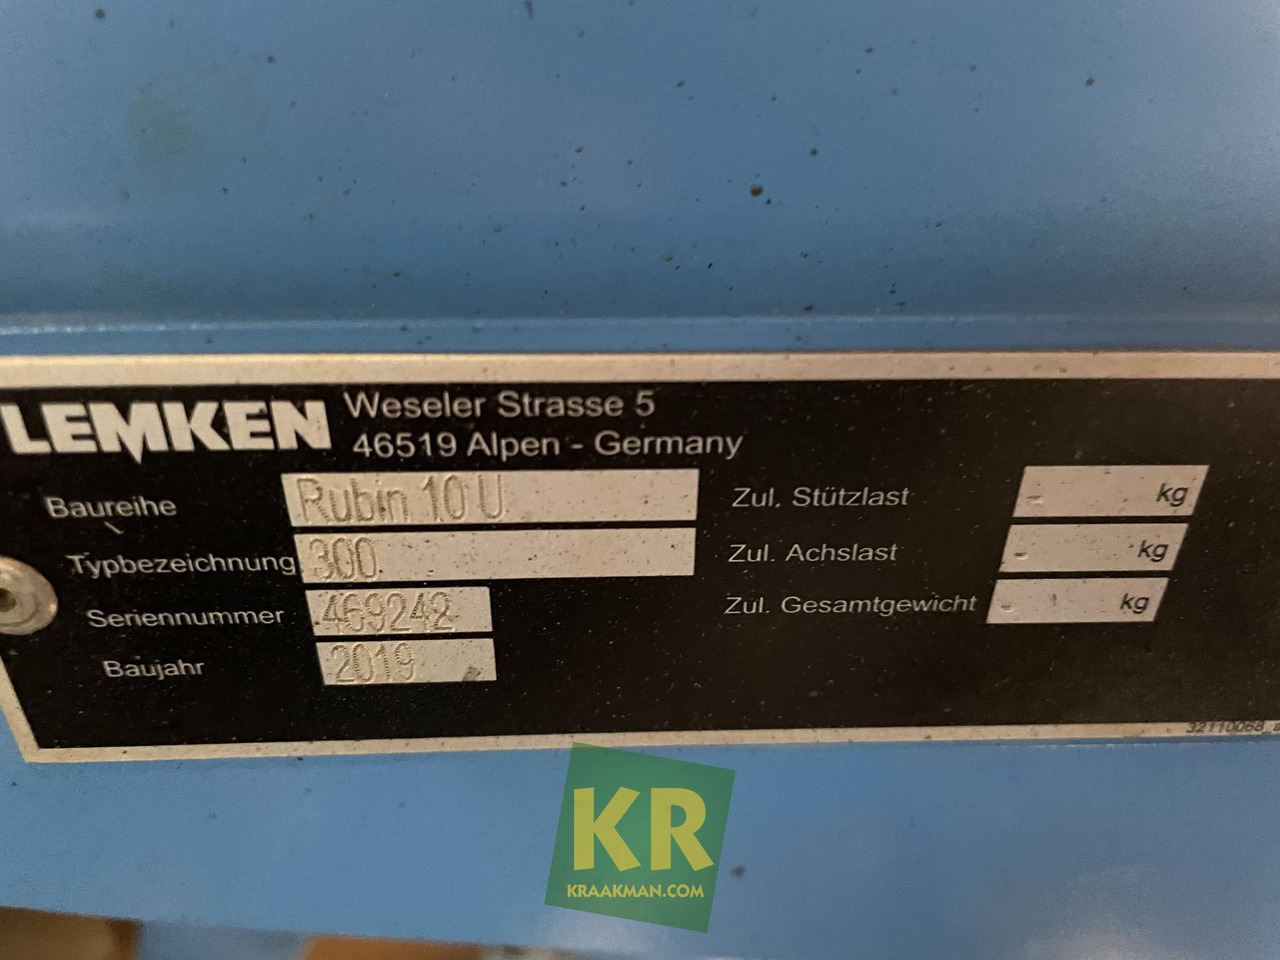 LEMKEN Weseler Strasse 5
46519 Alpen - Germany
Baureihe Rubin 10 U
Typbezeichnung 300
Seriennummer 469242
Baujahr 2019
Zul. Stützlast - kg
Zul. Achslast - kg
Zul. Gesamtgewicht - kg
32110068
KR
KRAAKMAN.COM